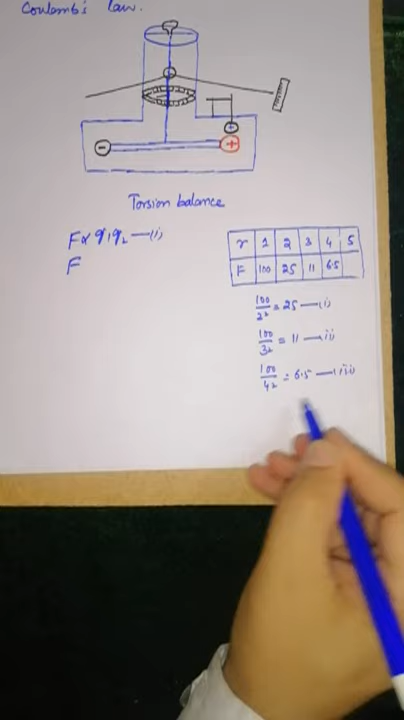 Coulomb's law.
Torsion balance
F ∝ q₁q₂ —(i)
F
r 1 2 3 4 5
F 100 25 11 6.5
100/2² = 25 —(i)
100/3² = 11 —(ii)
100/4² = 6.5 —(iii)